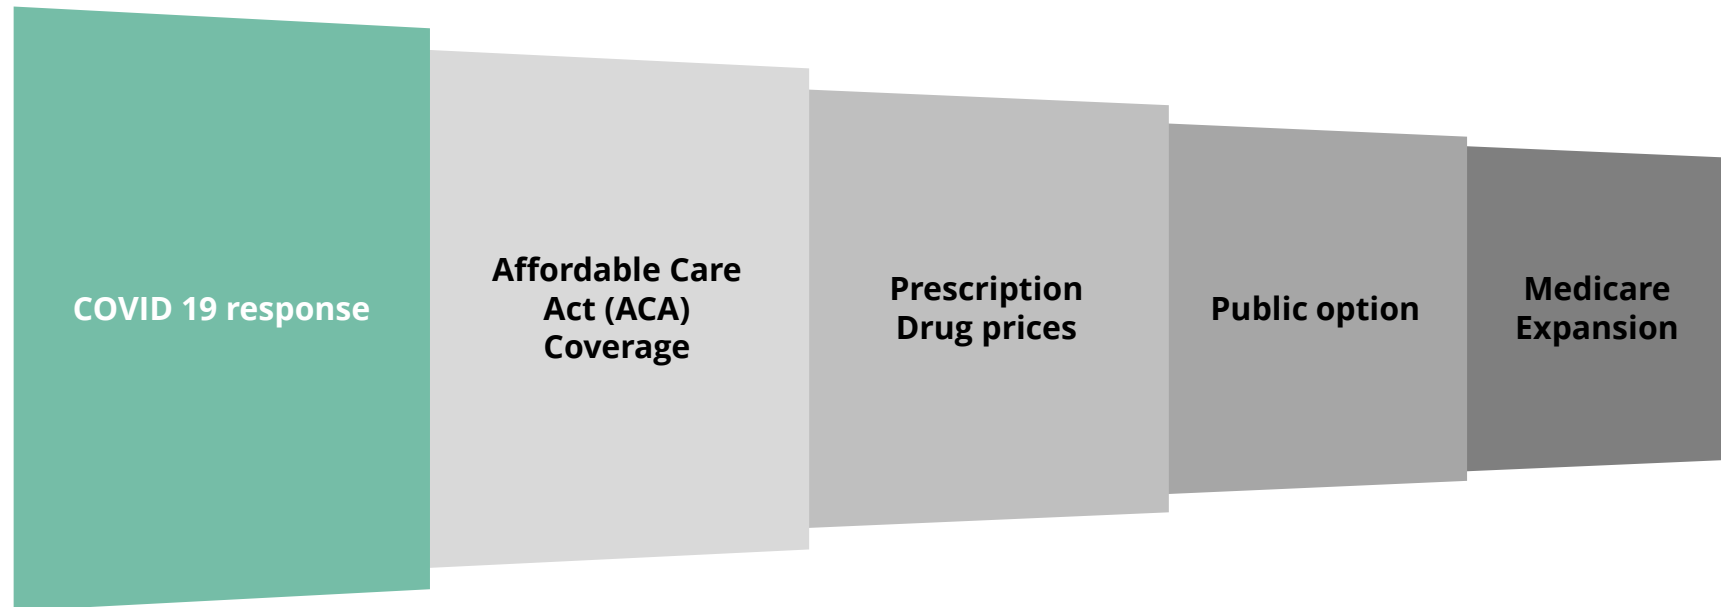 COVID 19 response
Affordable Care
Act (ACA)
Coverage
Prescription
Drug prices
Public option
Medicare
Expansion